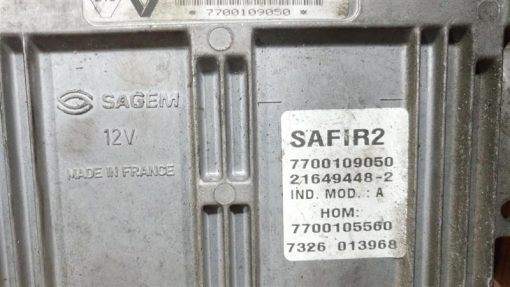 *7700109050*
SAGEM
12V
MADE IN FRANCE
SAFIR2
7700109050
21649448-2
IND. MOD. : A
HOM:
7700105560
7326 013968